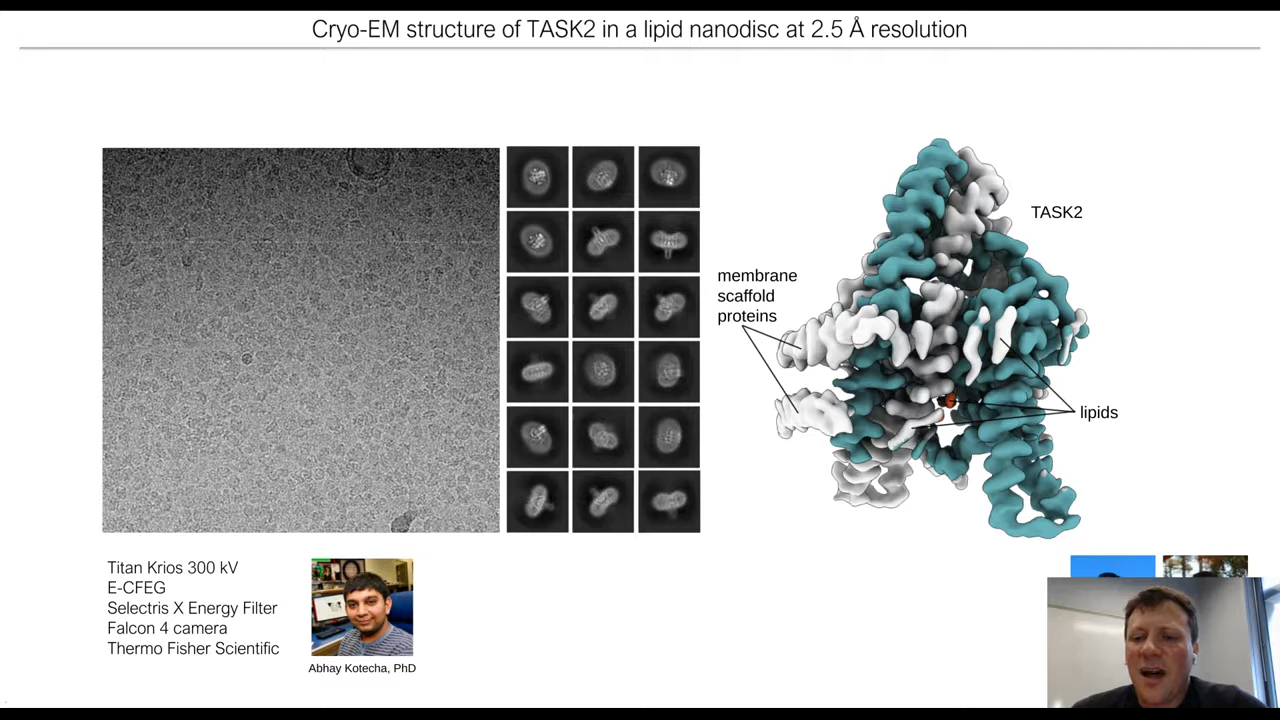 Cryo-EM structure of TASK2 in a lipid nanodisc at 2.5 Å resolution
TASK2
membrane
scaffold
proteins
lipids
Titan Krios 300 kV
E-CFEG
Selectris X Energy Filter
Falcon 4 camera
Thermo Fisher Scientific
Abhay Kotecha, PhD